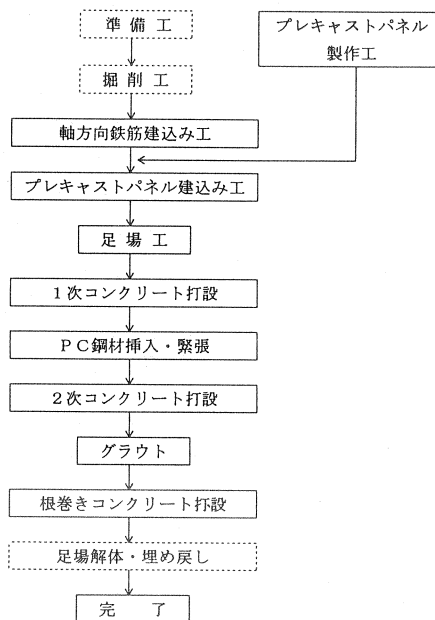 準備工
プレキャストパネル
製作工
掘削工
軸方向鉄筋建込み工
プレキャストパネル建込み工
足場工
1次コンクリート打設
PC鋼材挿入・緊張
2次コンクリート打設
グラウト
根巻きコンクリート打設
足場解体・埋め戻し
完了